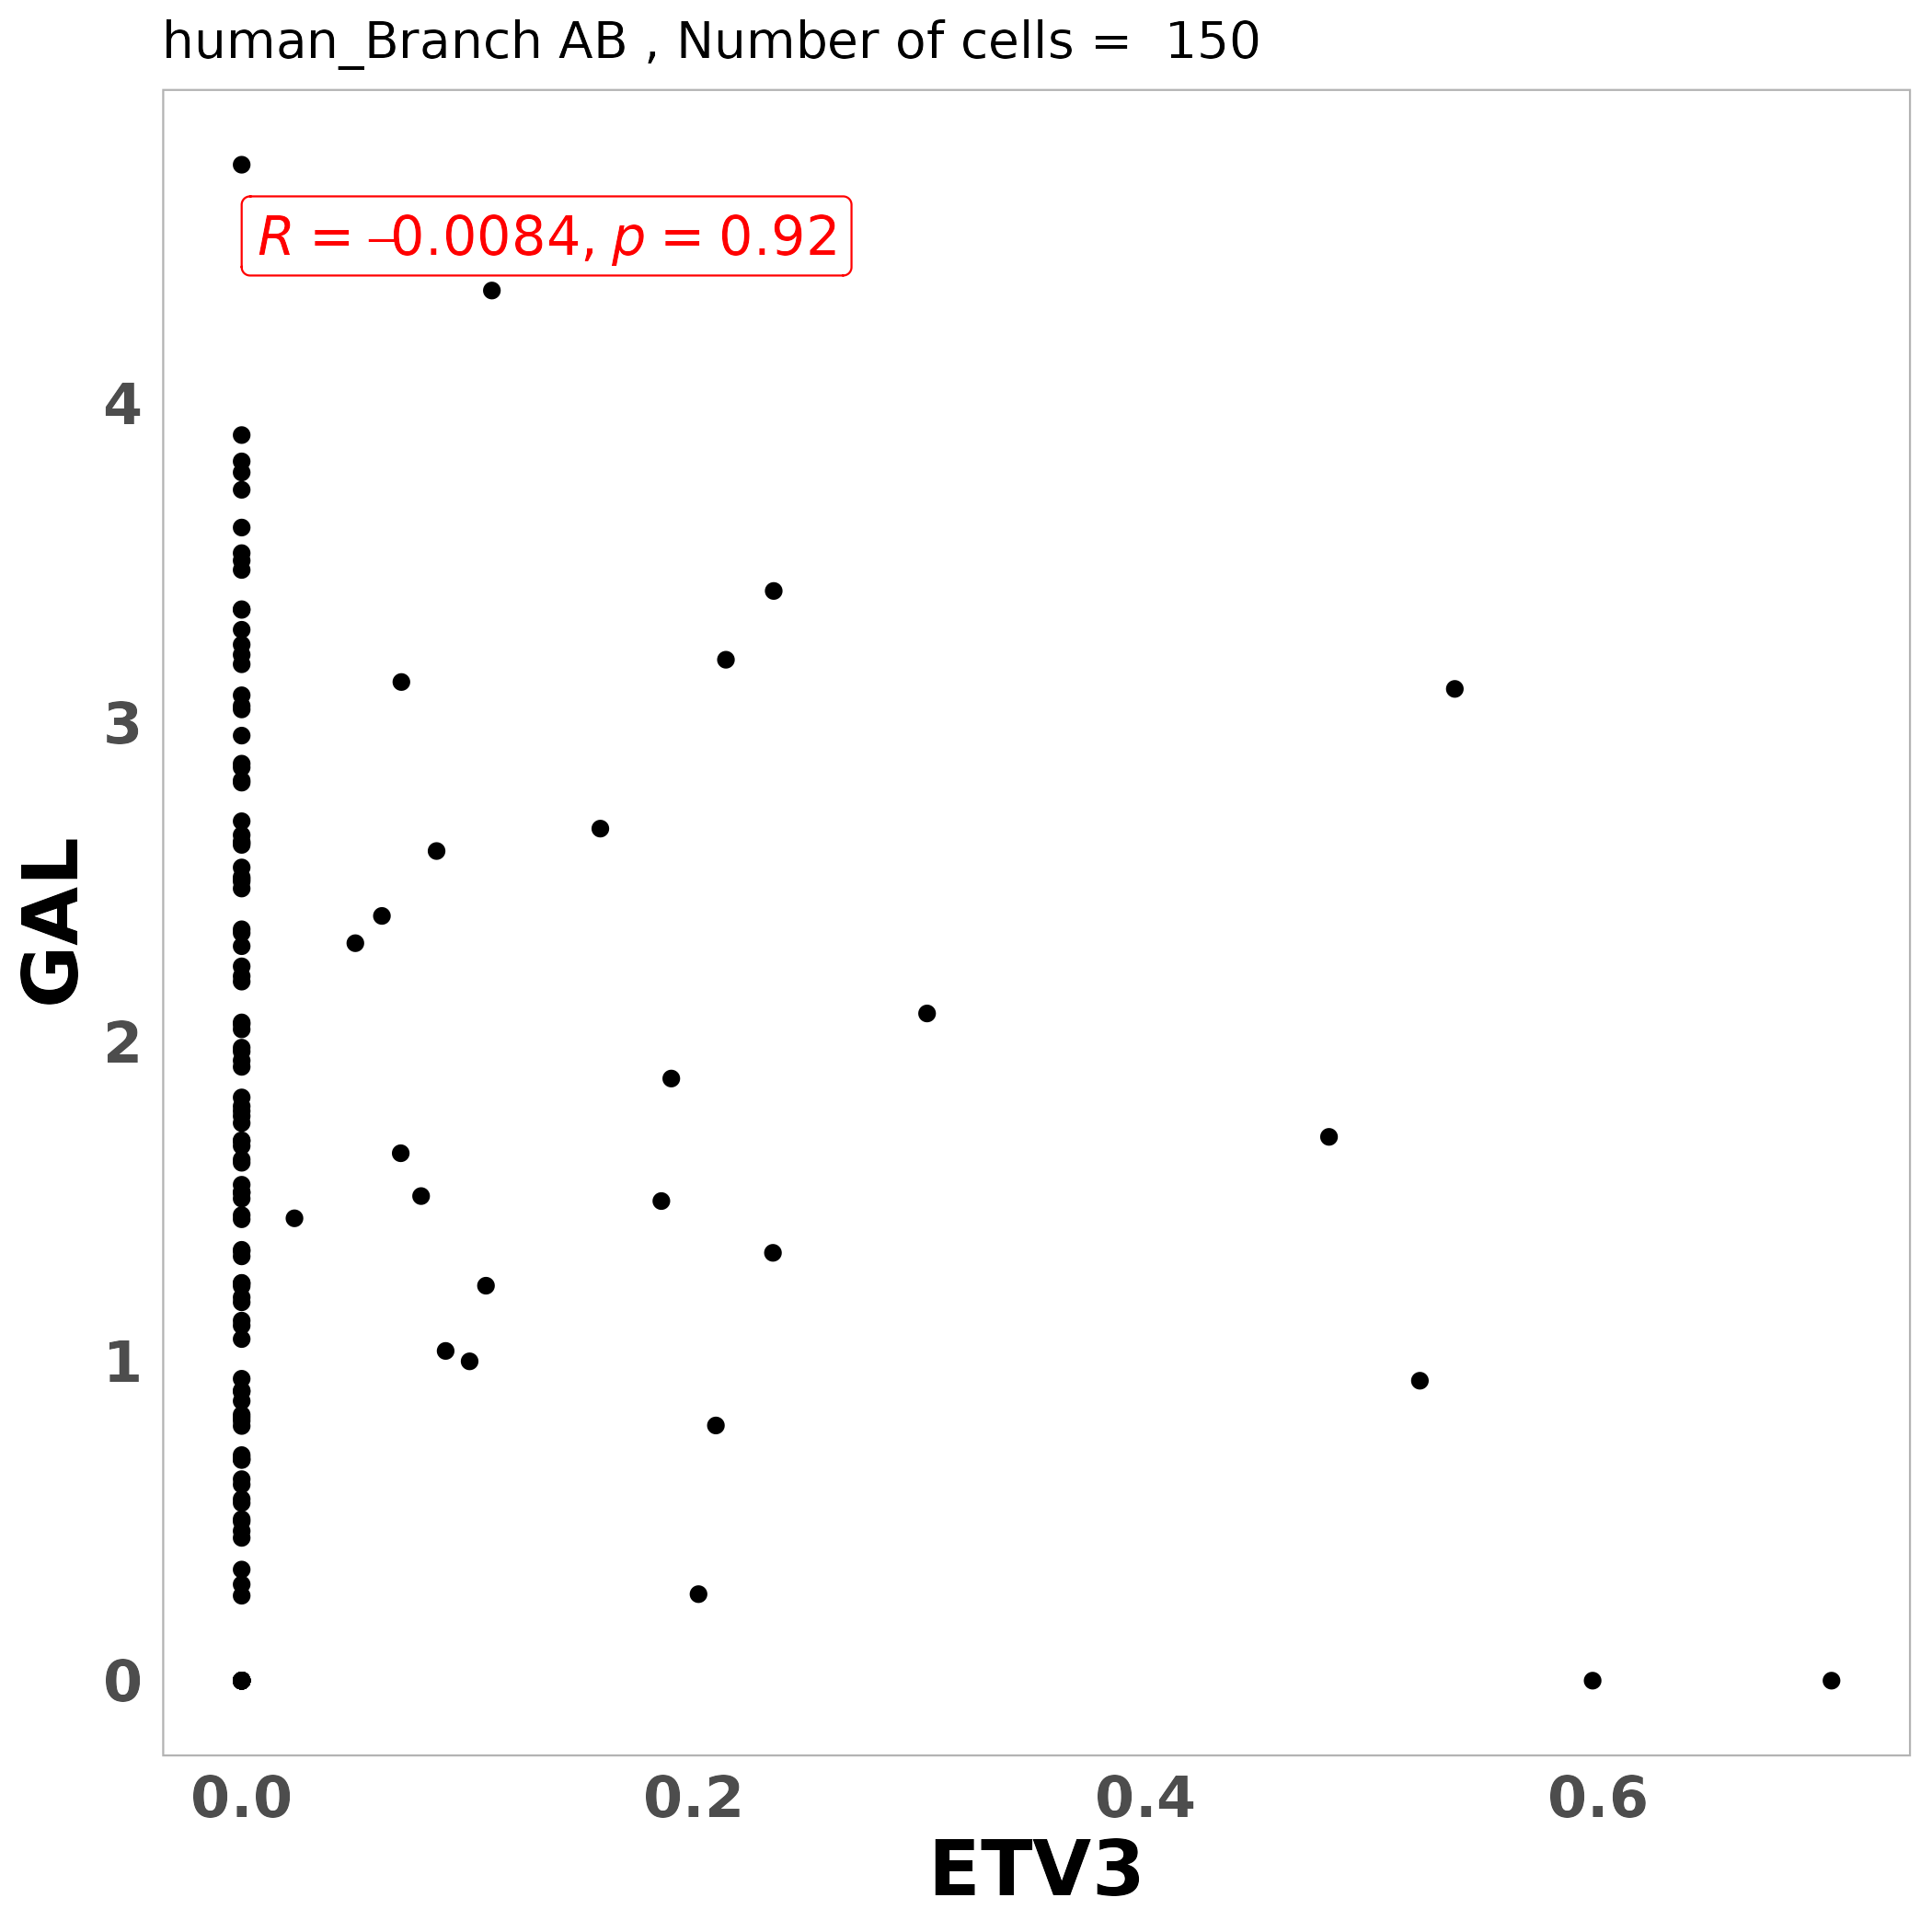 human_Branch AB , Number of cells =  150
R = –0.0084, p = 0.92
4
3
2
1
0
GAL
0.0 0.2 0.4 0.6
ETV3